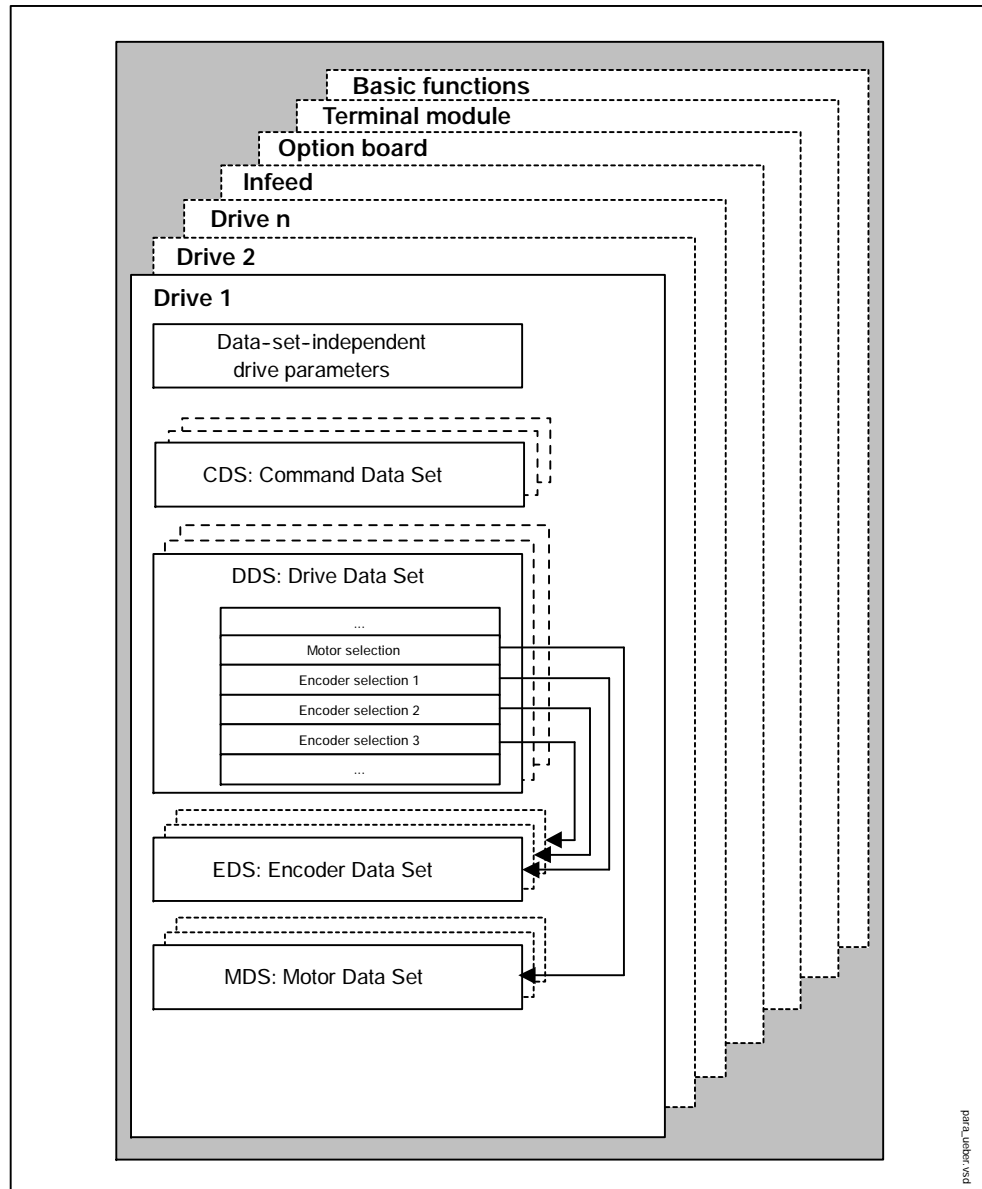 Basic functions
Terminal module
Option board
Infeed
Drive n
Drive 2
Drive 1
Data-set-independent
drive parameters
CDS: Command Data Set
DDS: Drive Data Set
...
Motor selection
Encoder selection 1
Encoder selection 2
Encoder selection 3
...
EDS: Encoder Data Set
MDS: Motor Data Set
para_ueber.vsd